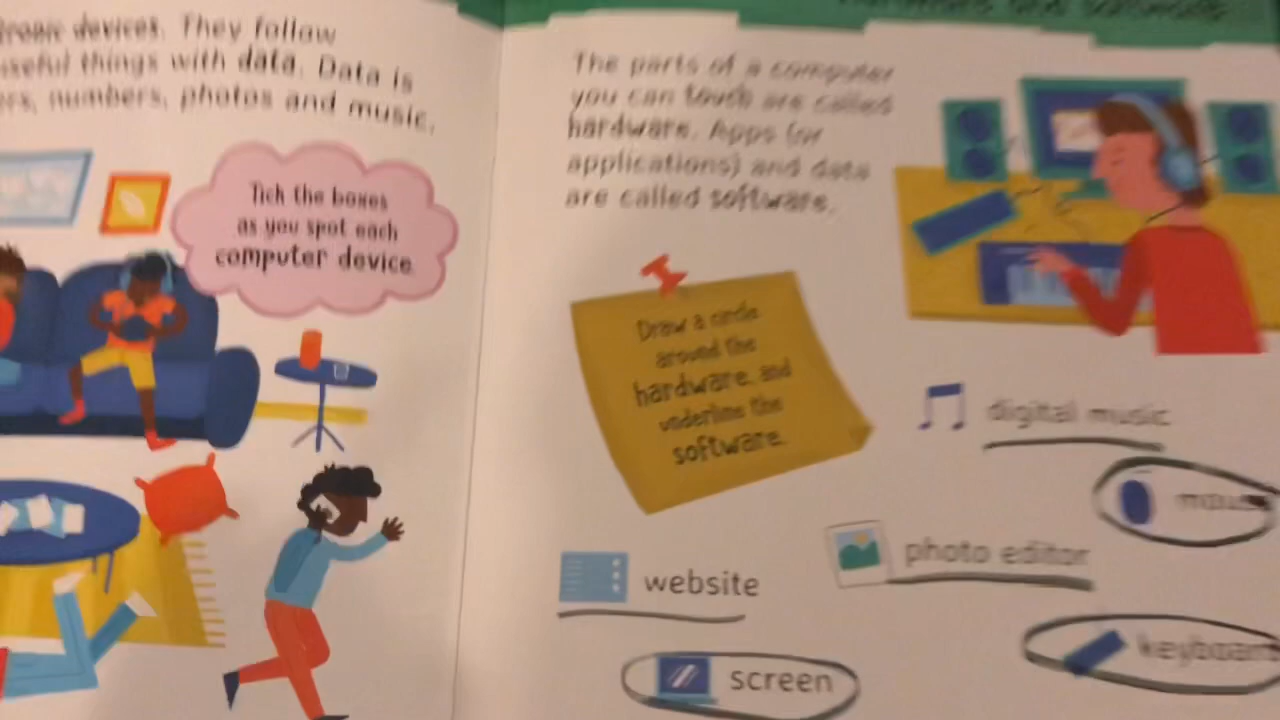 devices. They follow
useful things with data. Data is
numbers, photos and music.
Tick the boxes
as you spot each
computer device
The parts of a computer
you can touch are called
hardware. Apps (or
applications) and data
are called software.
Draw a circle
around the
hardware, and
underline the
software.
digital music
mouse
photo editor
website
keyboard
screen